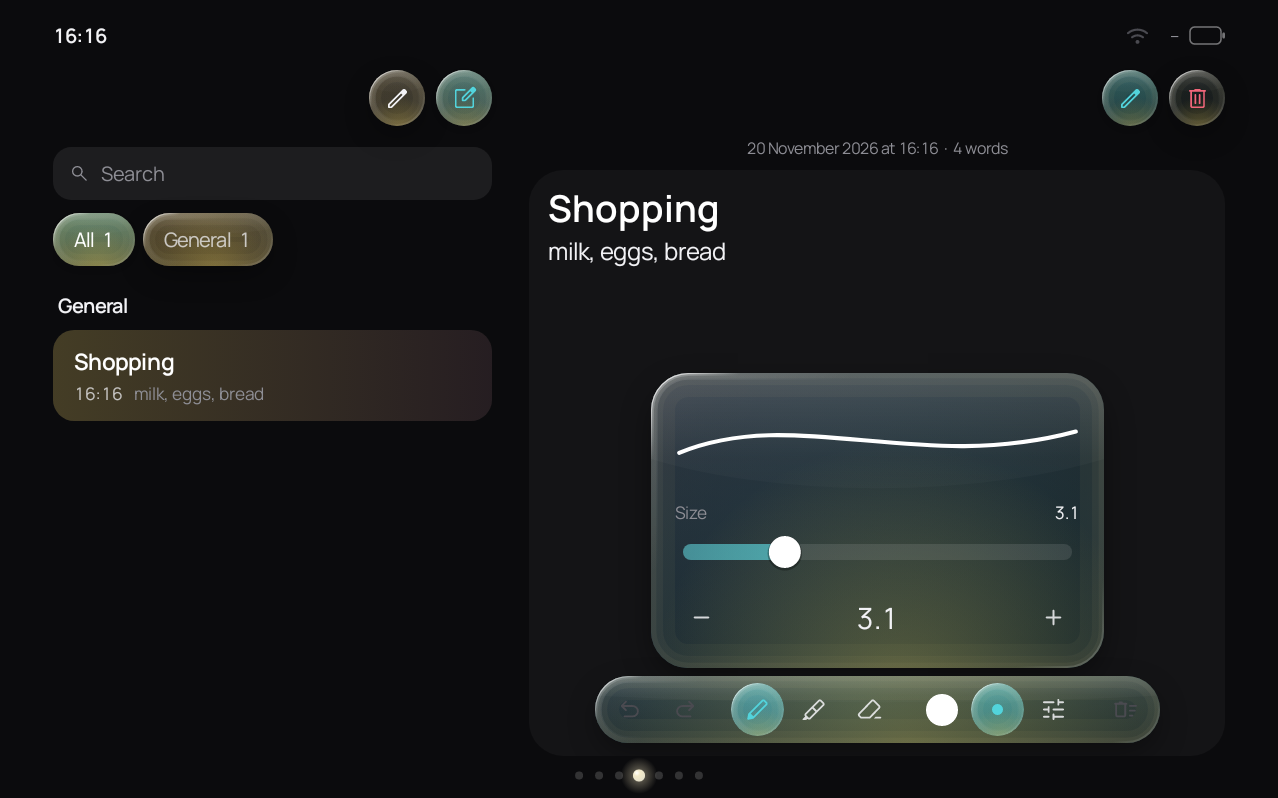 16:16
Search
All 1
General 1
General
Shopping
16:16 milk, eggs, bread
20 November 2026 at 16:16 · 4 words
Shopping
milk, eggs, bread
Size 3.1
− 3.1 +